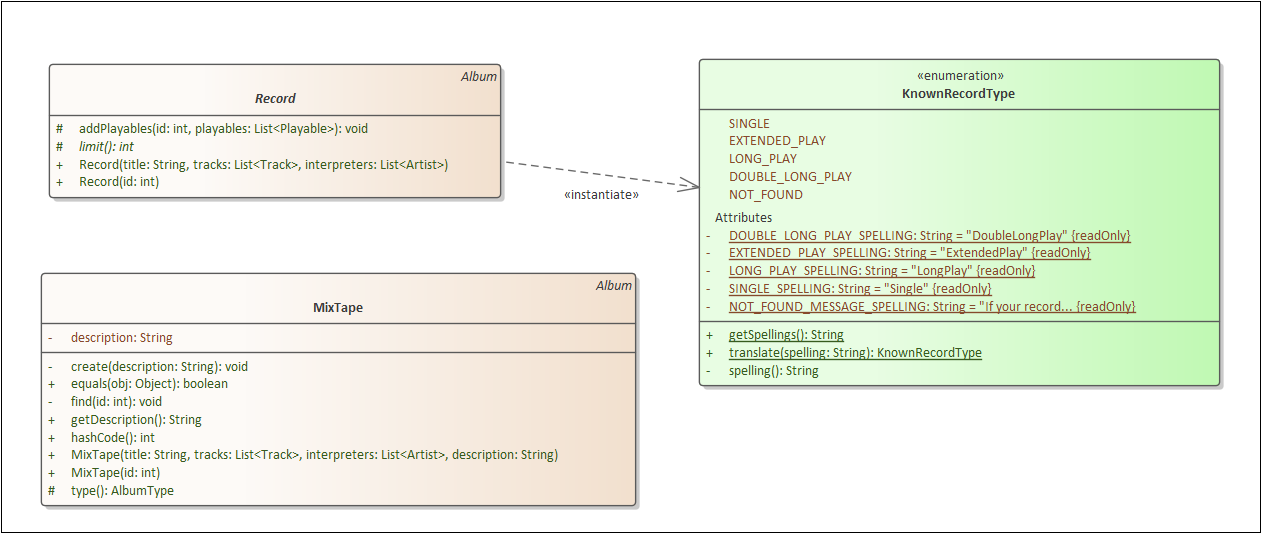 Album
Record
# addPlayables(id: int, playables: List<Playable>): void
# limit(): int
+ Record(title: String, tracks: List<Track>, interpreters: List<Artist>)
+ Record(id: int)
«instantiate»
«enumeration»
KnownRecordType
SINGLE
EXTENDED_PLAY
LONG_PLAY
DOUBLE_LONG_PLAY
NOT_FOUND
Attributes
- DOUBLE_LONG_PLAY_SPELLING: String = "DoubleLongPlay" {readOnly}
- EXTENDED_PLAY_SPELLING: String = "ExtendedPlay" {readOnly}
- LONG_PLAY_SPELLING: String = "LongPlay" {readOnly}
- SINGLE_SPELLING: String = "Single" {readOnly}
- NOT_FOUND_MESSAGE_SPELLING: String = "If your record... {readOnly}
+ getSpellings(): String
+ translate(spelling: String): KnownRecordType
- spelling(): String
Album
MixTape
- description: String
- create(description: String): void
+ equals(obj: Object): boolean
- find(id: int): void
+ getDescription(): String
+ hashCode(): int
+ MixTape(title: String, tracks: List<Track>, interpreters: List<Artist>, description: String)
+ MixTape(id: int)
# type(): AlbumType